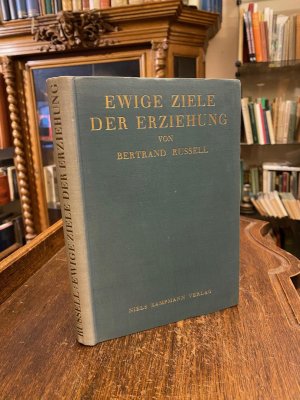 EWIGE ZIELE
DER ERZIEHUNG
VON
BERTRAND RUSSELL
NIELS KAMPMANN VERLAG
RUSSELL · EWIGE ZIELE DER ERZIEHUNG